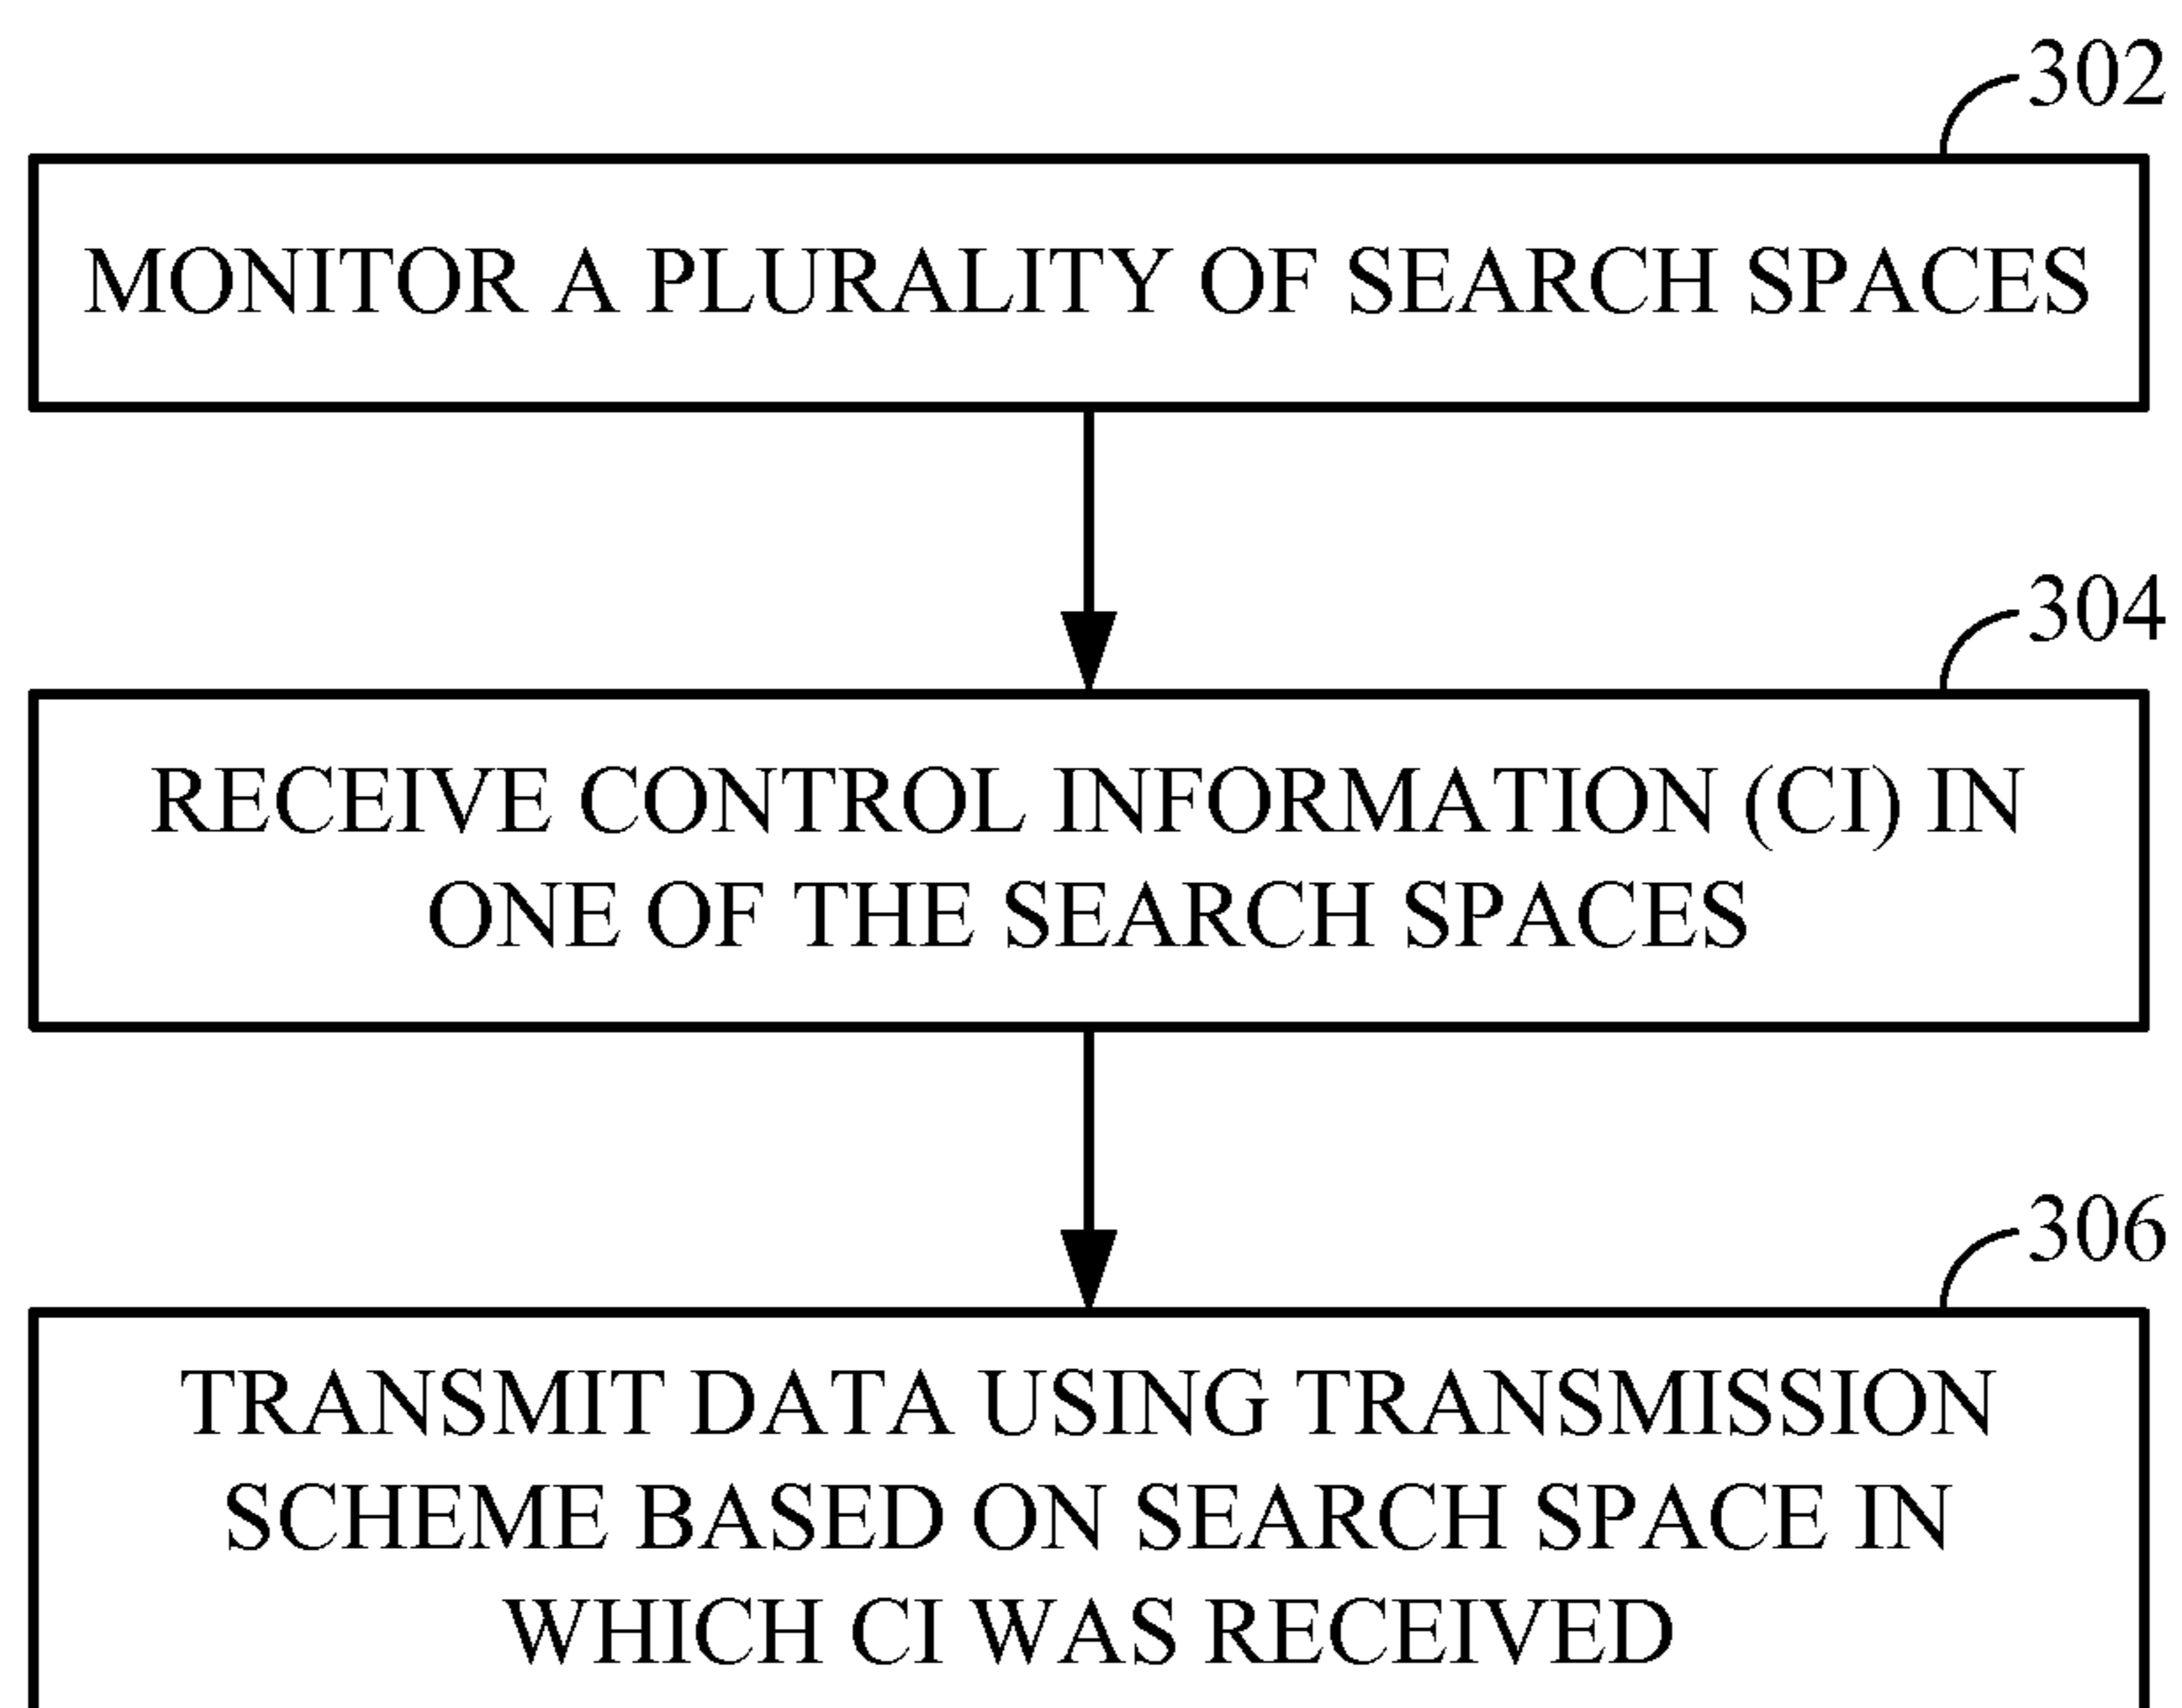 302
MONITOR A PLURALITY OF SEARCH SPACES
304
RECEIVE CONTROL INFORMATION (CI) IN
ONE OF THE SEARCH SPACES
306
TRANSMIT DATA USING TRANSMISSION
SCHEME BASED ON SEARCH SPACE IN
WHICH CI WAS RECEIVED